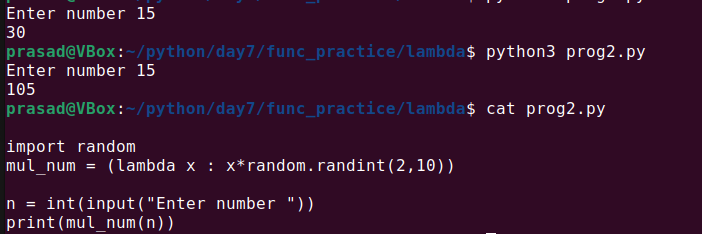 Enter number 15
30
prasad@VBox:~/python/day7/func_practice/lambda$ python3 prog2.py
Enter number 15
105
prasad@VBox:~/python/day7/func_practice/lambda$ cat prog2.py
import random
mul_num = (lambda x : x*random.randint(2,10))
n = int(input("Enter number "))
print(mul_num(n))